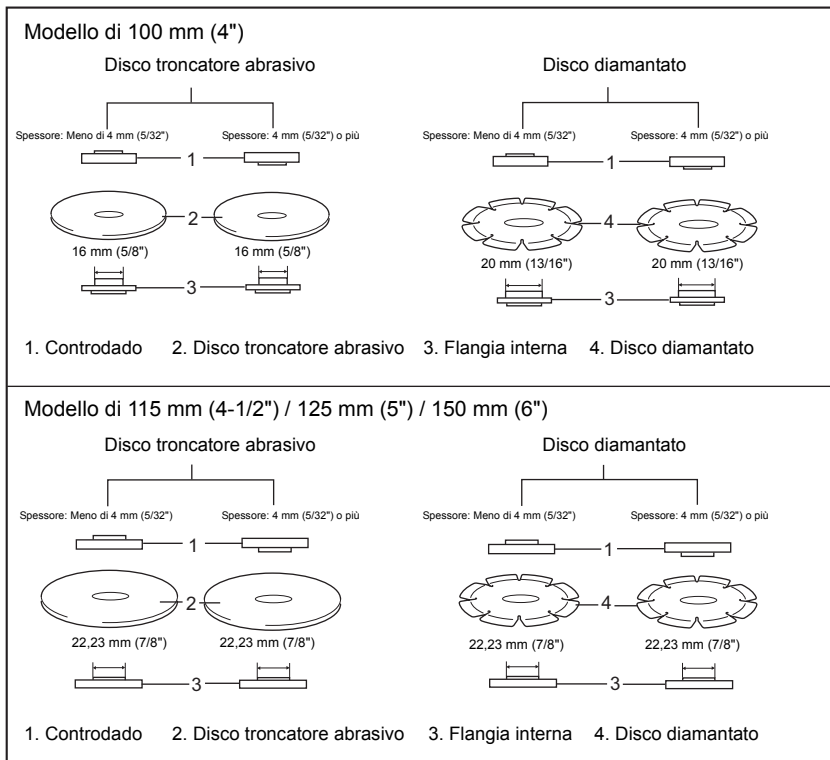 Modello di 100 mm (4")
Disco troncatore abrasivo
Disco diamantato
Spessore: Meno di 4 mm (5/32")
Spessore: 4 mm (5/32") o più
Spessore: Meno di 4 mm (5/32")
Spessore: 4 mm (5/32") o più
1
1
2
4
16 mm (5/8")
16 mm (5/8")
20 mm (13/16")
20 mm (13/16")
3
3
1. Controdado 2. Disco troncatore abrasivo 3. Flangia interna 4. Disco diamantato
Modello di 115 mm (4-1/2") / 125 mm (5") / 150 mm (6")
Disco troncatore abrasivo
Disco diamantato
Spessore: Meno di 4 mm (5/32")
Spessore: 4 mm (5/32") o più
Spessore: Meno di 4 mm (5/32")
Spessore: 4 mm (5/32") o più
1
1
2
4
22,23 mm (7/8")
22,23 mm (7/8")
22,23 mm (7/8")
22,23 mm (7/8")
3
3
1. Controdado 2. Disco troncatore abrasivo 3. Flangia interna 4. Disco diamantato